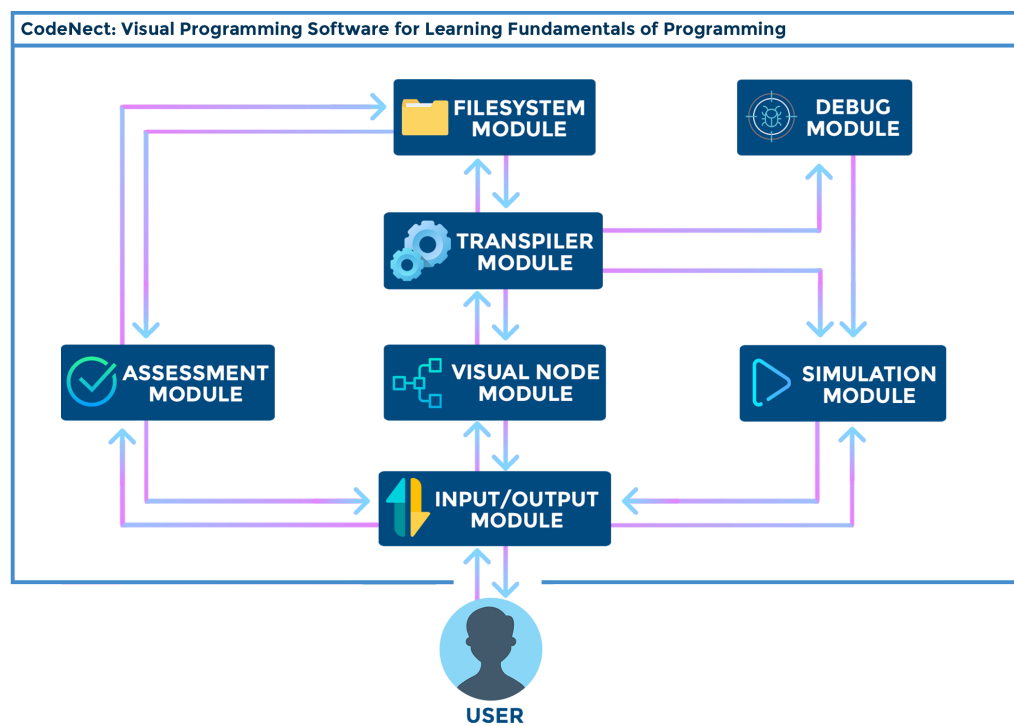 CodeNect: Visual Programming Software for Learning Fundamentals of Programming
FILESYSTEM
MODULE
DEBUG
MODULE
TRANSPILER
MODULE
ASSESSMENT
MODULE
VISUAL NODE
MODULE
SIMULATION
MODULE
INPUT/OUTPUT
MODULE
USER